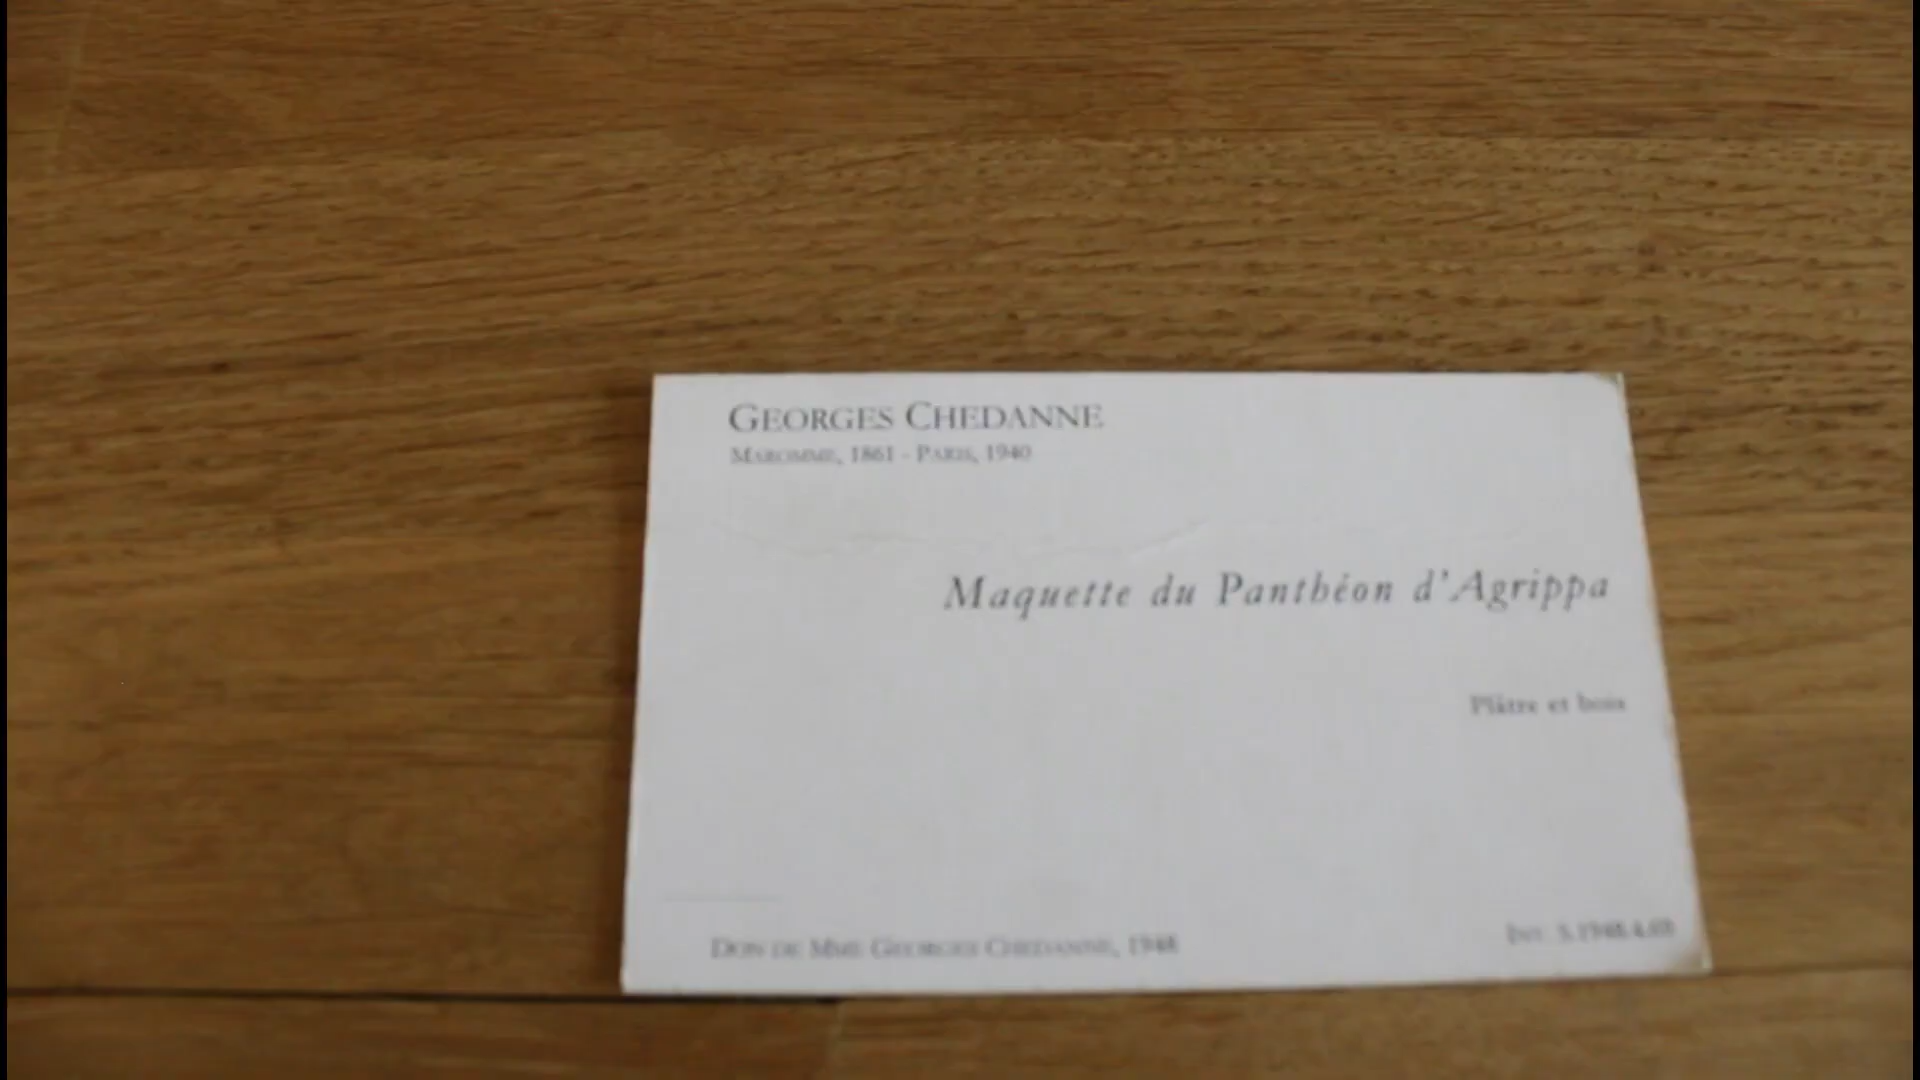 GEORGES CHEDANNE
MAROMME, 1861 - PARIS, 1940
Maquette du Panthéon d'Agrippa
Plâtre et bois
DON DE MME GEORGES CHEDANNE, 1948
INV.